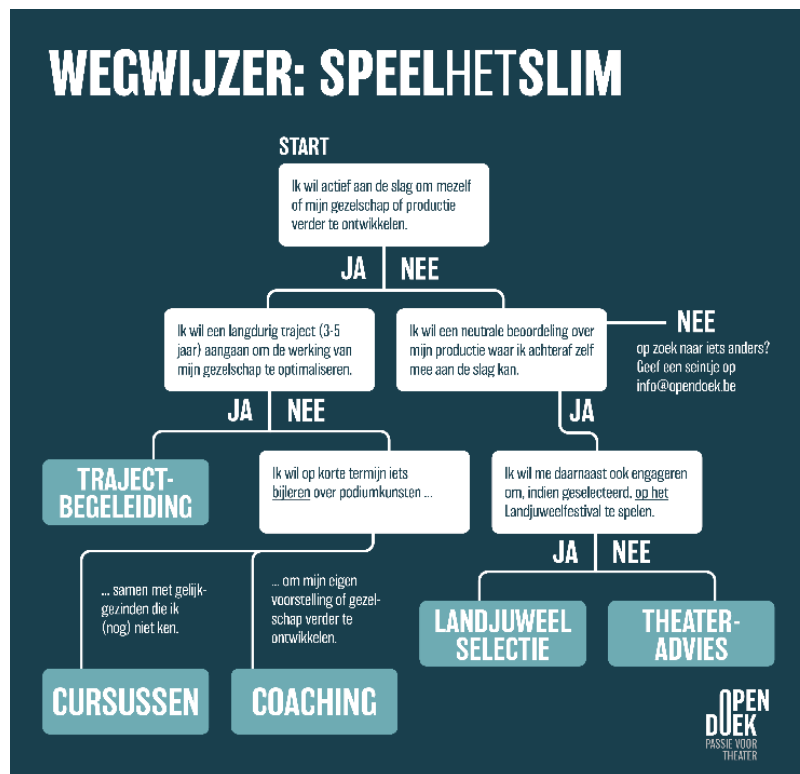 WEGWIJZER: SPEELHETSLIM
START
Ik wil actief aan de slag om mezelf
of mijn gezelschap of productie
verder te ontwikkelen.
JA NEE
Ik wil een langdurig traject (3-5
jaar) aangaan om de werking van
mijn gezelschap te optimaliseren.
Ik wil een neutrale beoordeling over
mijn productie waar ik achteraf zelf
mee aan de slag kan.
NEE
op zoek naar iets anders?
Geef een seintje op
info@opendoek.be
JA NEE
JA
TRAJECT-
BEGELEIDING
Ik wil op korte termijn iets
bijleren over podiumkunsten ...
Ik wil me daarnaast ook engageren
om, indien geselecteerd, op het
Landjuweelfestival te spelen.
JA NEE
... samen met gelijk-
gezinden die ik
(nog) niet ken.
... om mijn eigen
voorstelling of gezel-
schap verder te
ontwikkelen.
LANDJUWEEL
SELECTIE
THEATER-
ADVIES
CURSUSSEN
COACHING
OPEN
DOEK
PASSIE VOOR
THEATER